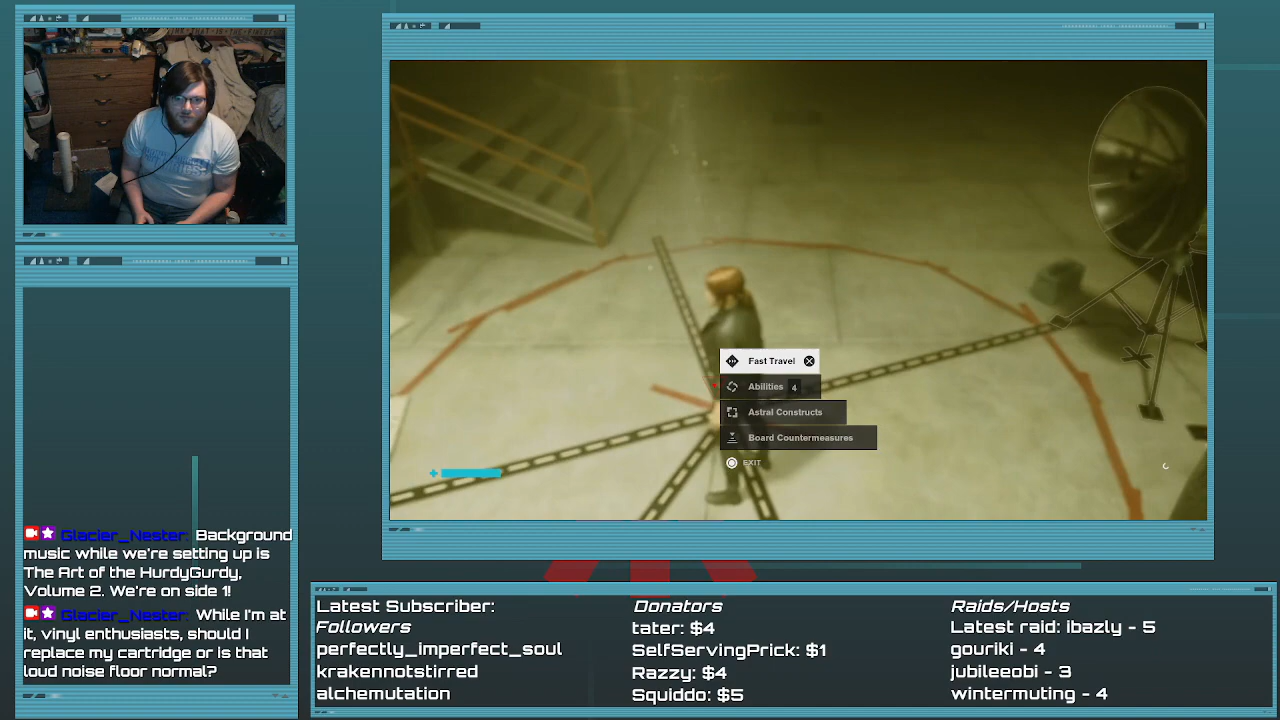 Fast Travel
Abilities 4
Astral Constructs
Board Countermeasures
EXIT
Glacier_Nester: Background
music while we're setting up is
The Art of the HurdyGurdy,
Volume 2. We're on side 1!
Glacier_Nester: While I'm at
it, vinyl enthusiasts, should I
replace my cartridge or is that
loud noise floor normal?
Latest Subscriber:
Followers
perfectly_imperfect_soul
krakennotstirred
alchemutation
Donators
tater: $4
SelfServingPrick: $1
Razzy: $4
Squiddo: $5
Raids/Hosts
Latest raid: ibazly - 5
gouriki - 4
jubileeobi - 3
wintermuting - 4